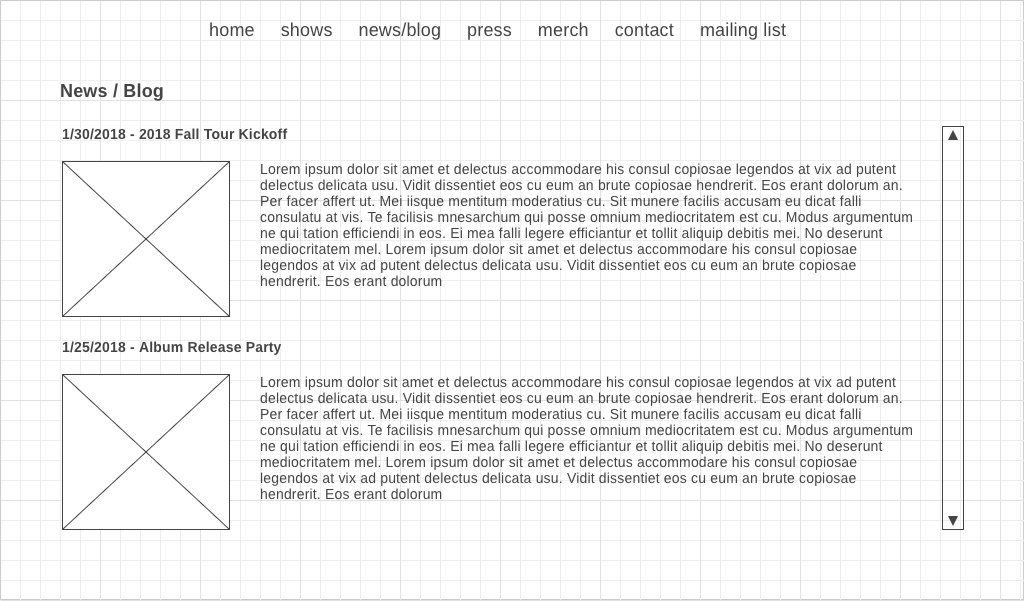 home shows news/blog press merch contact mailing list
News / Blog
1/30/2018 - 2018 Fall Tour Kickoff
Lorem ipsum dolor sit amet et delectus accommodare his consul copiosae legendos at vix ad putent
delectus delicata usu. Vidit dissentiet eos cu eum an brute copiosae hendrerit. Eos erant dolorum an.
Per facer affert ut. Mei iisque mentitum moderatius cu. Sit munere facilis accusam eu dicat falli
consulatu at vis. Te facilisis mnesarchum qui posse omnium mediocritatem est cu. Modus argumentum
ne qui tation efficiendi in eos. Ei mea falli legere efficiantur et tollit aliquip debitis mei. No deserunt
mediocritatem mel. Lorem ipsum dolor sit amet et delectus accommodare his consul copiosae
legendos at vix ad putent delectus delicata usu. Vidit dissentiet eos cu eum an brute copiosae
hendrerit. Eos erant dolorum
1/25/2018 - Album Release Party
Lorem ipsum dolor sit amet et delectus accommodare his consul copiosae legendos at vix ad putent
delectus delicata usu. Vidit dissentiet eos cu eum an brute copiosae hendrerit. Eos erant dolorum an.
Per facer affert ut. Mei iisque mentitum moderatius cu. Sit munere facilis accusam eu dicat falli
consulatu at vis. Te facilisis mnesarchum qui posse omnium mediocritatem est cu. Modus argumentum
ne qui tation efficiendi in eos. Ei mea falli legere efficiantur et tollit aliquip debitis mei. No deserunt
mediocritatem mel. Lorem ipsum dolor sit amet et delectus accommodare his consul copiosae
legendos at vix ad putent delectus delicata usu. Vidit dissentiet eos cu eum an brute copiosae
hendrerit. Eos erant dolorum